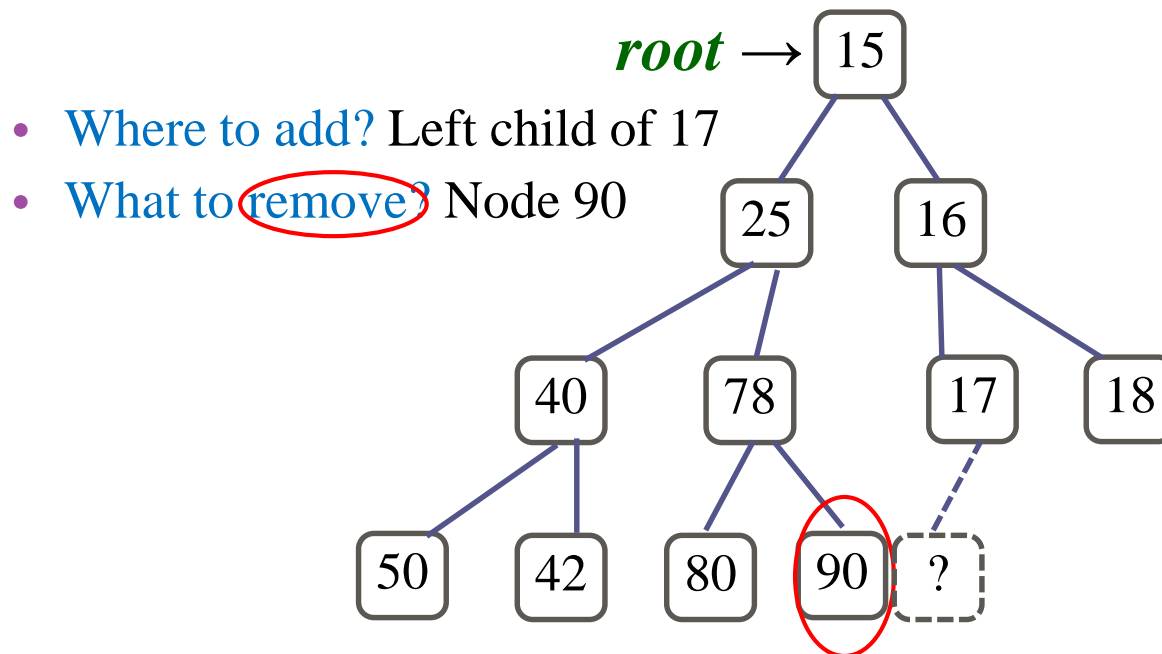 root → 15
• Where to add? Left child of 17
• What to remove? Node 90
25 16
40 78 17 18
50 42 80 90 ?